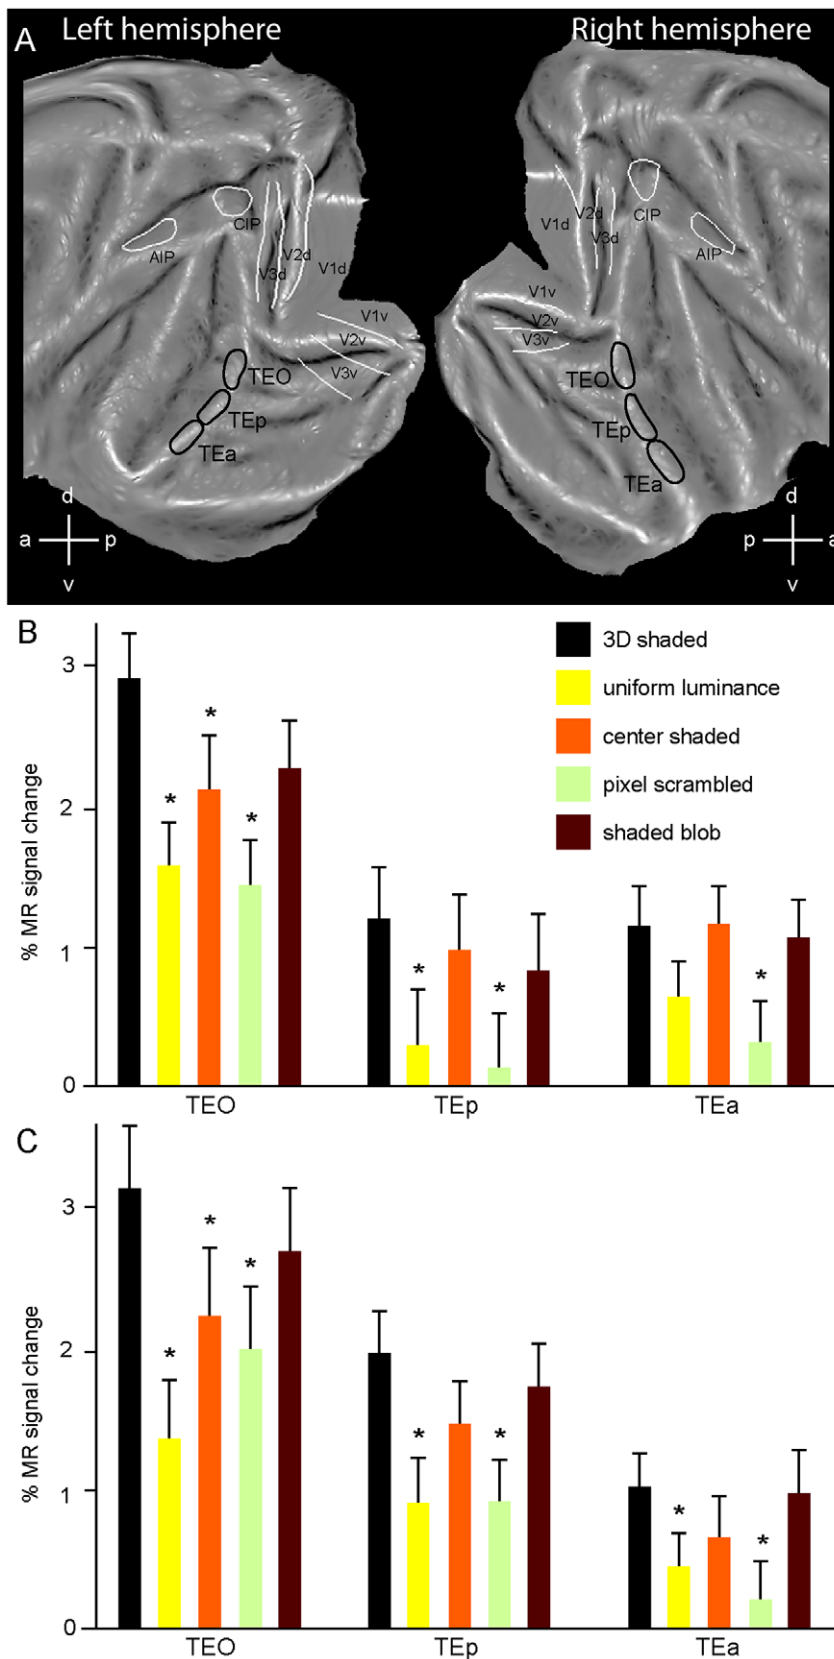 A
Left hemisphere
Right hemisphere
CIP
AIP
V3d
V2d
V1d
V1v
V2v
V3v
TEO
TEp
TEa
d
a
p
v
V1d
V2d
V3d
CIP
AIP
V1v
V2v
V3v
TEO
TEp
TEa
d
p
a
v
B
3D shaded
uniform luminance
center shaded
pixel scrambled
shaded blob
% MR signal change
3
2
1
0
*
*
*
*
*
*
TEO
TEp
TEa
C
% MR signal change
3
2
1
0
*
*
*
*
*
*
*
TEO
TEp
TEa